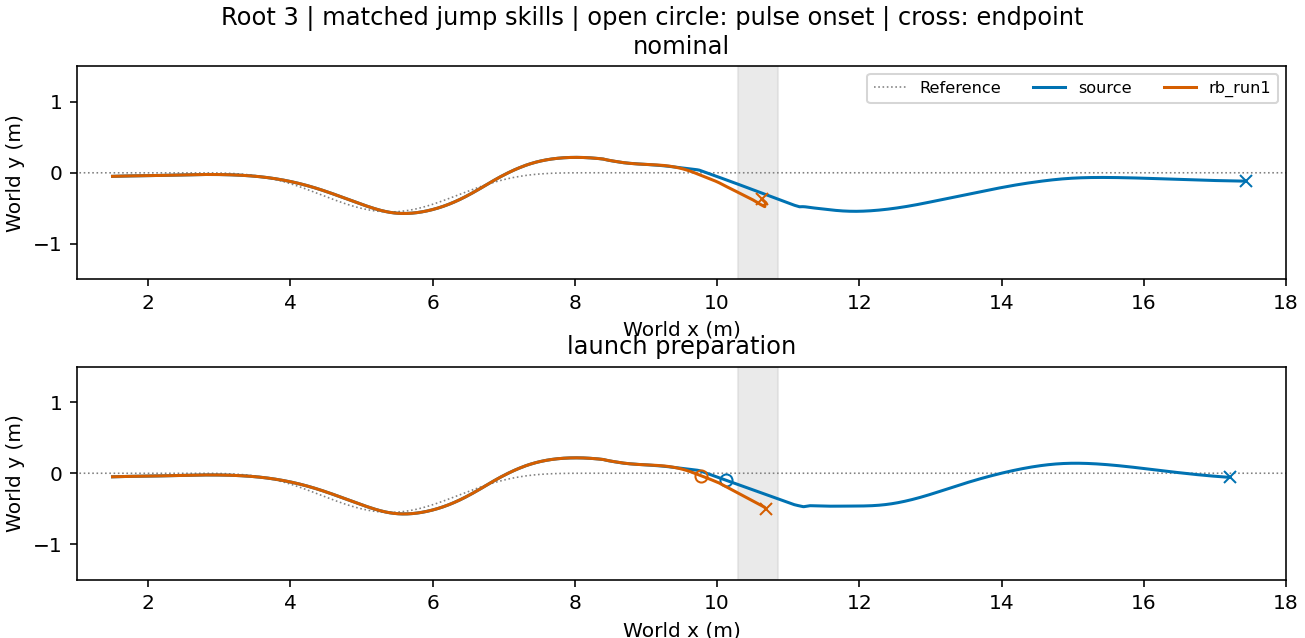 Root 3 | matched jump skills | open circle: pulse onset | cross: endpoint
nominal
Reference
source
rb_run1
World y (m)
1
0
−1
2
4
6
8
10
12
14
16
18
World x (m)
launch preparation
World y (m)
1
0
−1
2
4
6
8
10
12
14
16
18
World x (m)